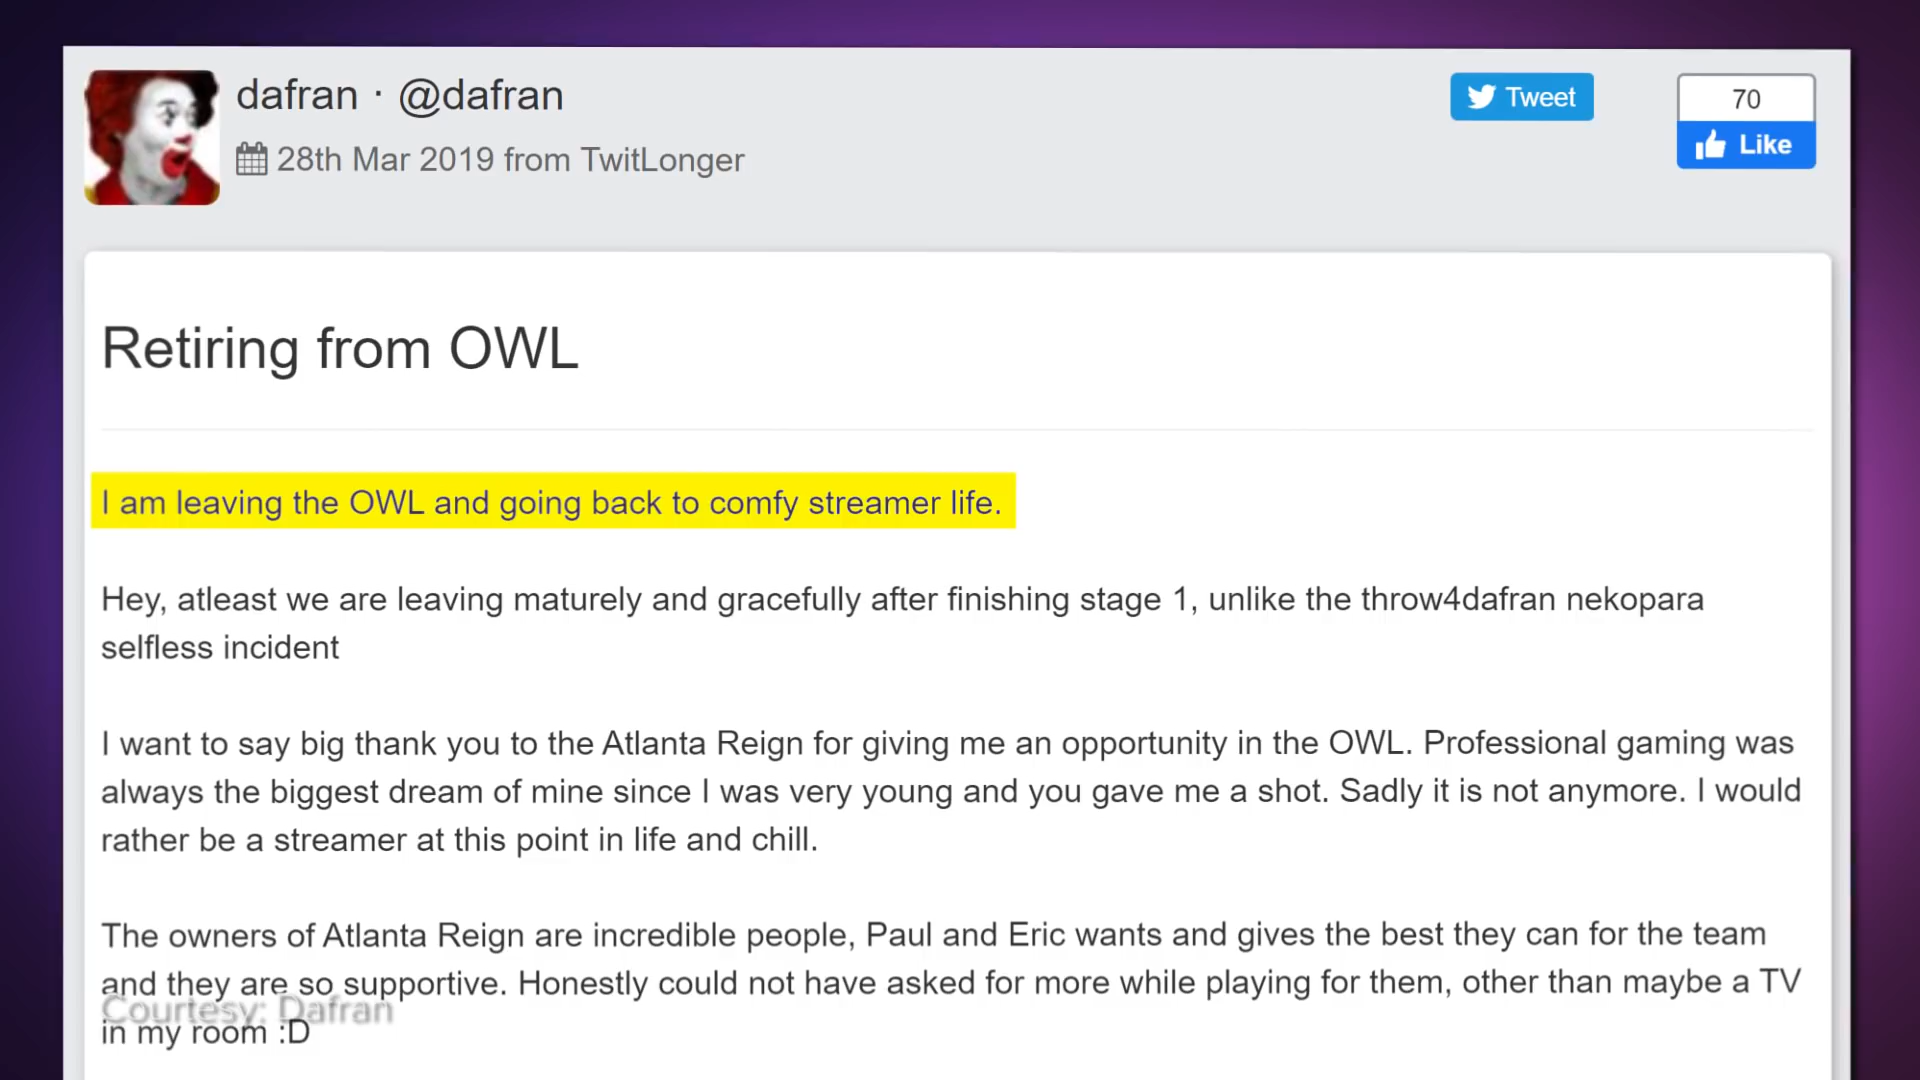 dafran · @dafran
28th Mar 2019 from TwitLonger
Tweet
70
Like
Retiring from OWL
I am leaving the OWL and going back to comfy streamer life.
Hey, atleast we are leaving maturely and gracefully after finishing stage 1, unlike the throw4dafran nekopara
selfless incident
I want to say big thank you to the Atlanta Reign for giving me an opportunity in the OWL. Professional gaming was
always the biggest dream of mine since I was very young and you gave me a shot. Sadly it is not anymore. I would
rather be a streamer at this point in life and chill.
The owners of Atlanta Reign are incredible people, Paul and Eric wants and gives the best they can for the team
and they are so supportive. Honestly could not have asked for more while playing for them, other than maybe a TV
Courtesy: Dafran
in my room :D